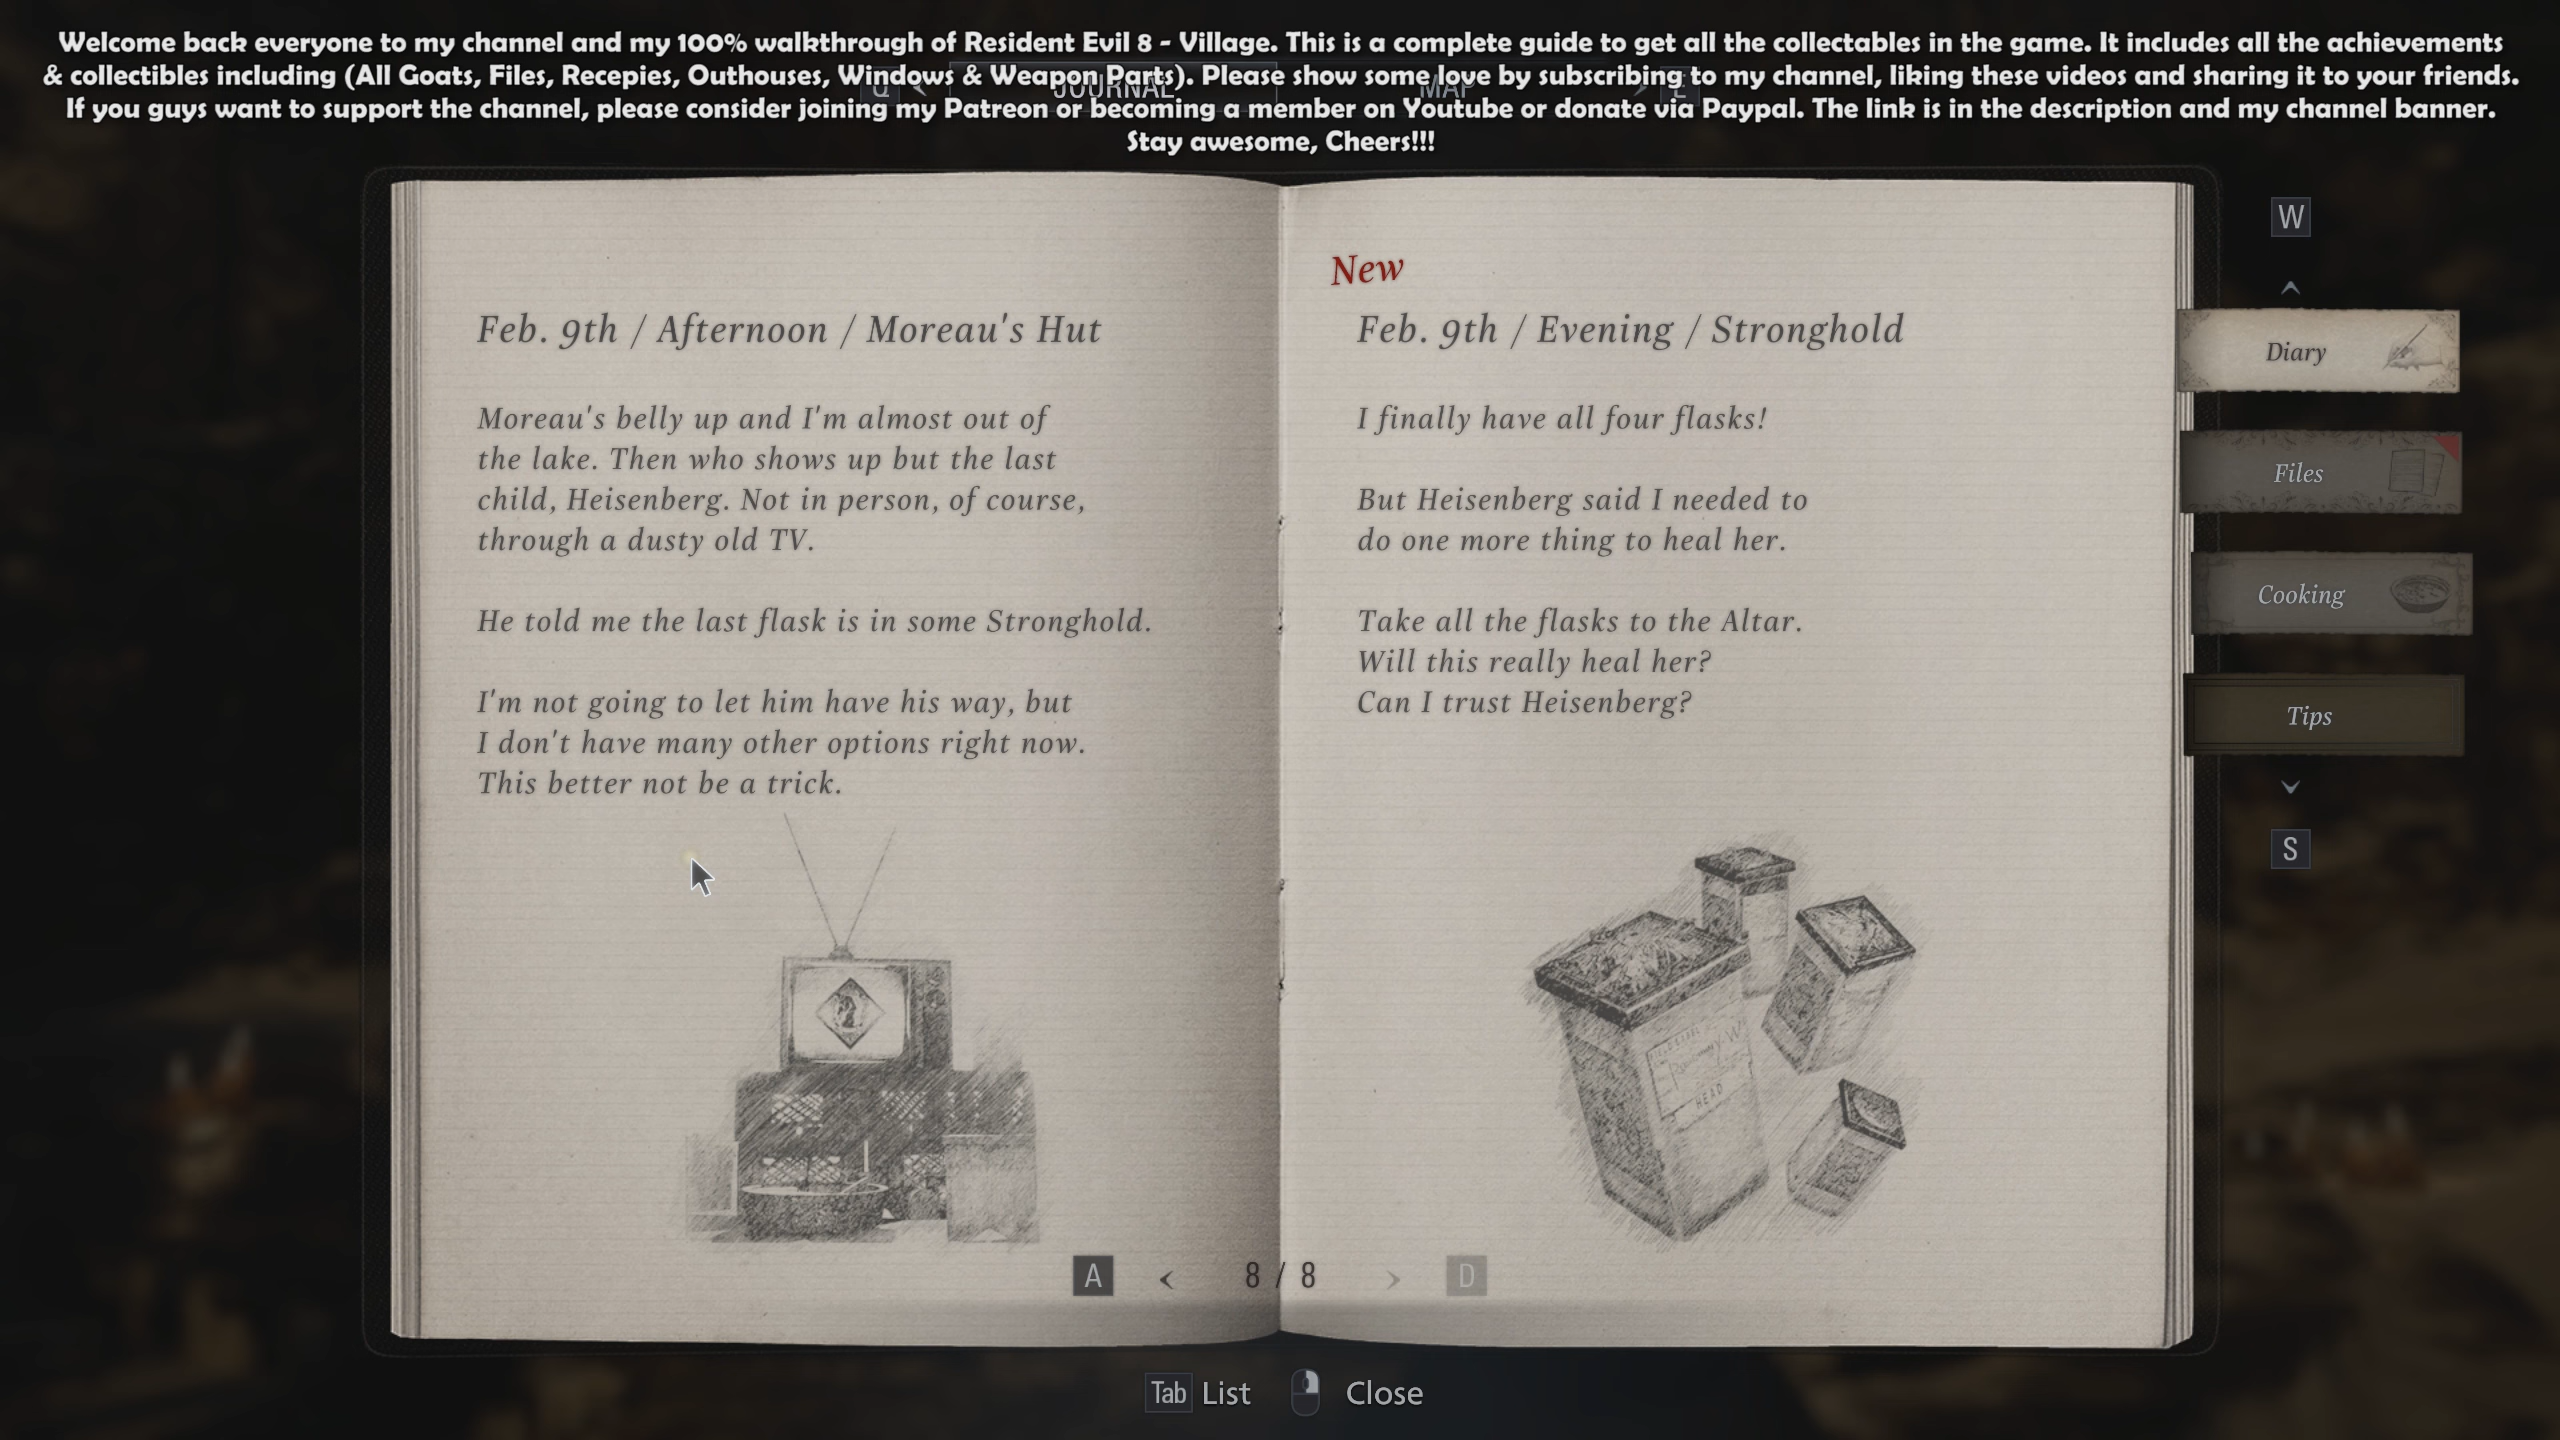 Welcome back everyone to my channel and my 100% walkthrough of Resident Evil 8 - Village. This is a complete guide to get all the collectables in the game. It includes all the achievements
& collectibles including (All Goats, Files, Recepies, Outhouses, Windows & Weapon Parts). Please show some love by subscribing to my channel, liking these videos and sharing it to your friends.
If you guys want to support the channel, please consider joining my Patreon or becoming a member on Youtube or donate via Paypal. The link is in the description and my channel banner.
Stay awesome, Cheers!!!
Q < JOURNAL MAP > E
Feb. 9th / Afternoon / Moreau's Hut
Moreau's belly up and I'm almost out of
the lake. Then who shows up but the last
child, Heisenberg. Not in person, of course,
through a dusty old TV.
He told me the last flask is in some Stronghold.
I'm not going to let him have his way, but
I don't have many other options right now.
This better not be a trick.
New
Feb. 9th / Evening / Stronghold
I finally have all four flasks!
But Heisenberg said I needed to
do one more thing to heal her.
Take all the flasks to the Altar.
Will this really heal her?
Can I trust Heisenberg?
HEAD
A < 8 / 8 > D
W
Diary
Files
Cooking
Tips
S
Tab List Close